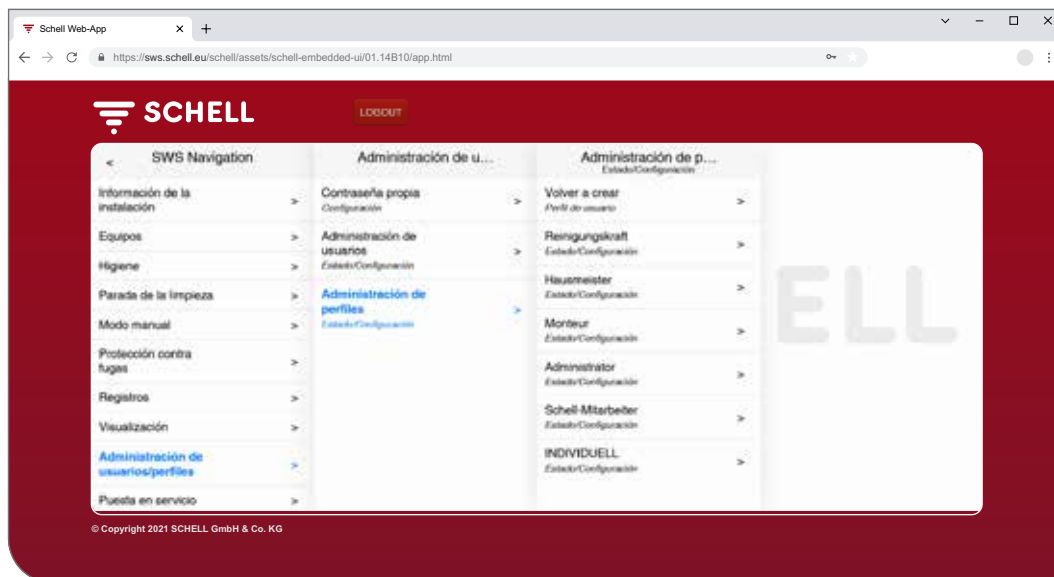 Schell Web-App
https://sws.schell.eu/schell/assets/schell-embedded-ui/01.14B10/app.html
SCHELL
LOGOUT
SWS Navigation
Información de la
instalación
Equipos
Higiene
Parada de la limpieza
Modo manual
Protección contra
fugas
Registros
Visualización
Administración de
usuarios/perfiles
Puesta en servicio
Administración de u...
Contraseña propia
Configuración
Administración de
usuarios
Estado/Configuración
Administración de
perfiles
Estado/Configuración
Administración de p...
Estado/Configuración
Volver a crear
Perfil de usuario
Reinigungskraft
Estado/Configuración
Hausmeister
Estado/Configuración
Monteur
Estado/Configuración
Administrator
Estado/Configuración
Schell-Mitarbeiter
Estado/Configuración
INDIVIDUELL
Estado/Configuración
ELL
© Copyright 2021 SCHELL GmbH & Co. KG